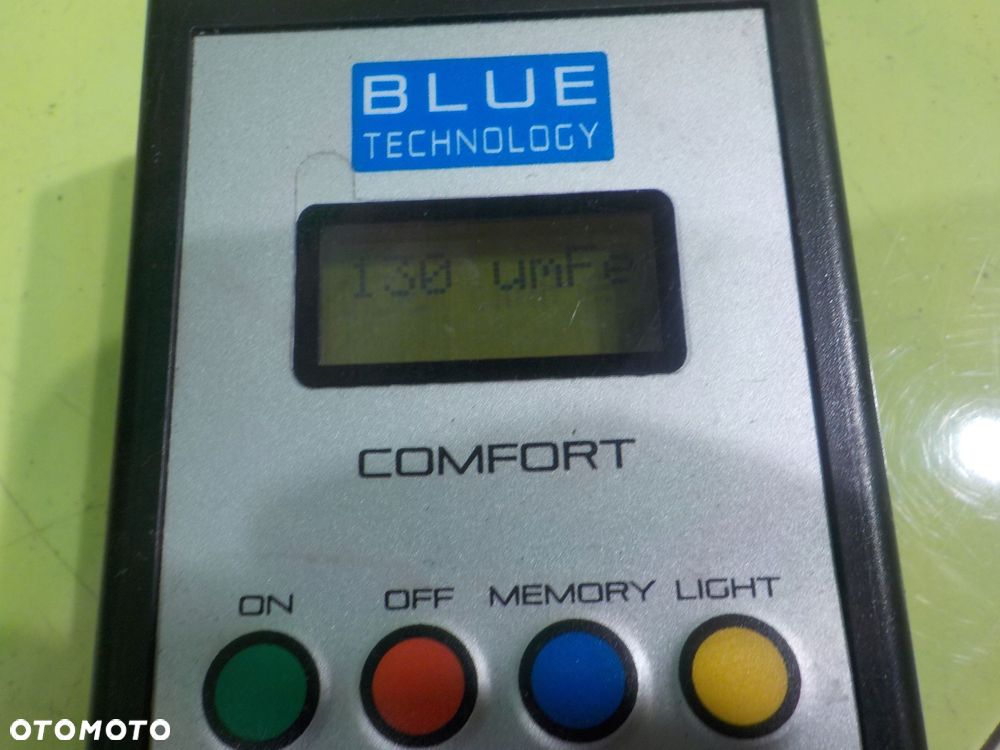 BLUE
TECHNOLOGY
130 umFe
COMFORT
ON OFF MEMORY LIGHT
OTOMOTO